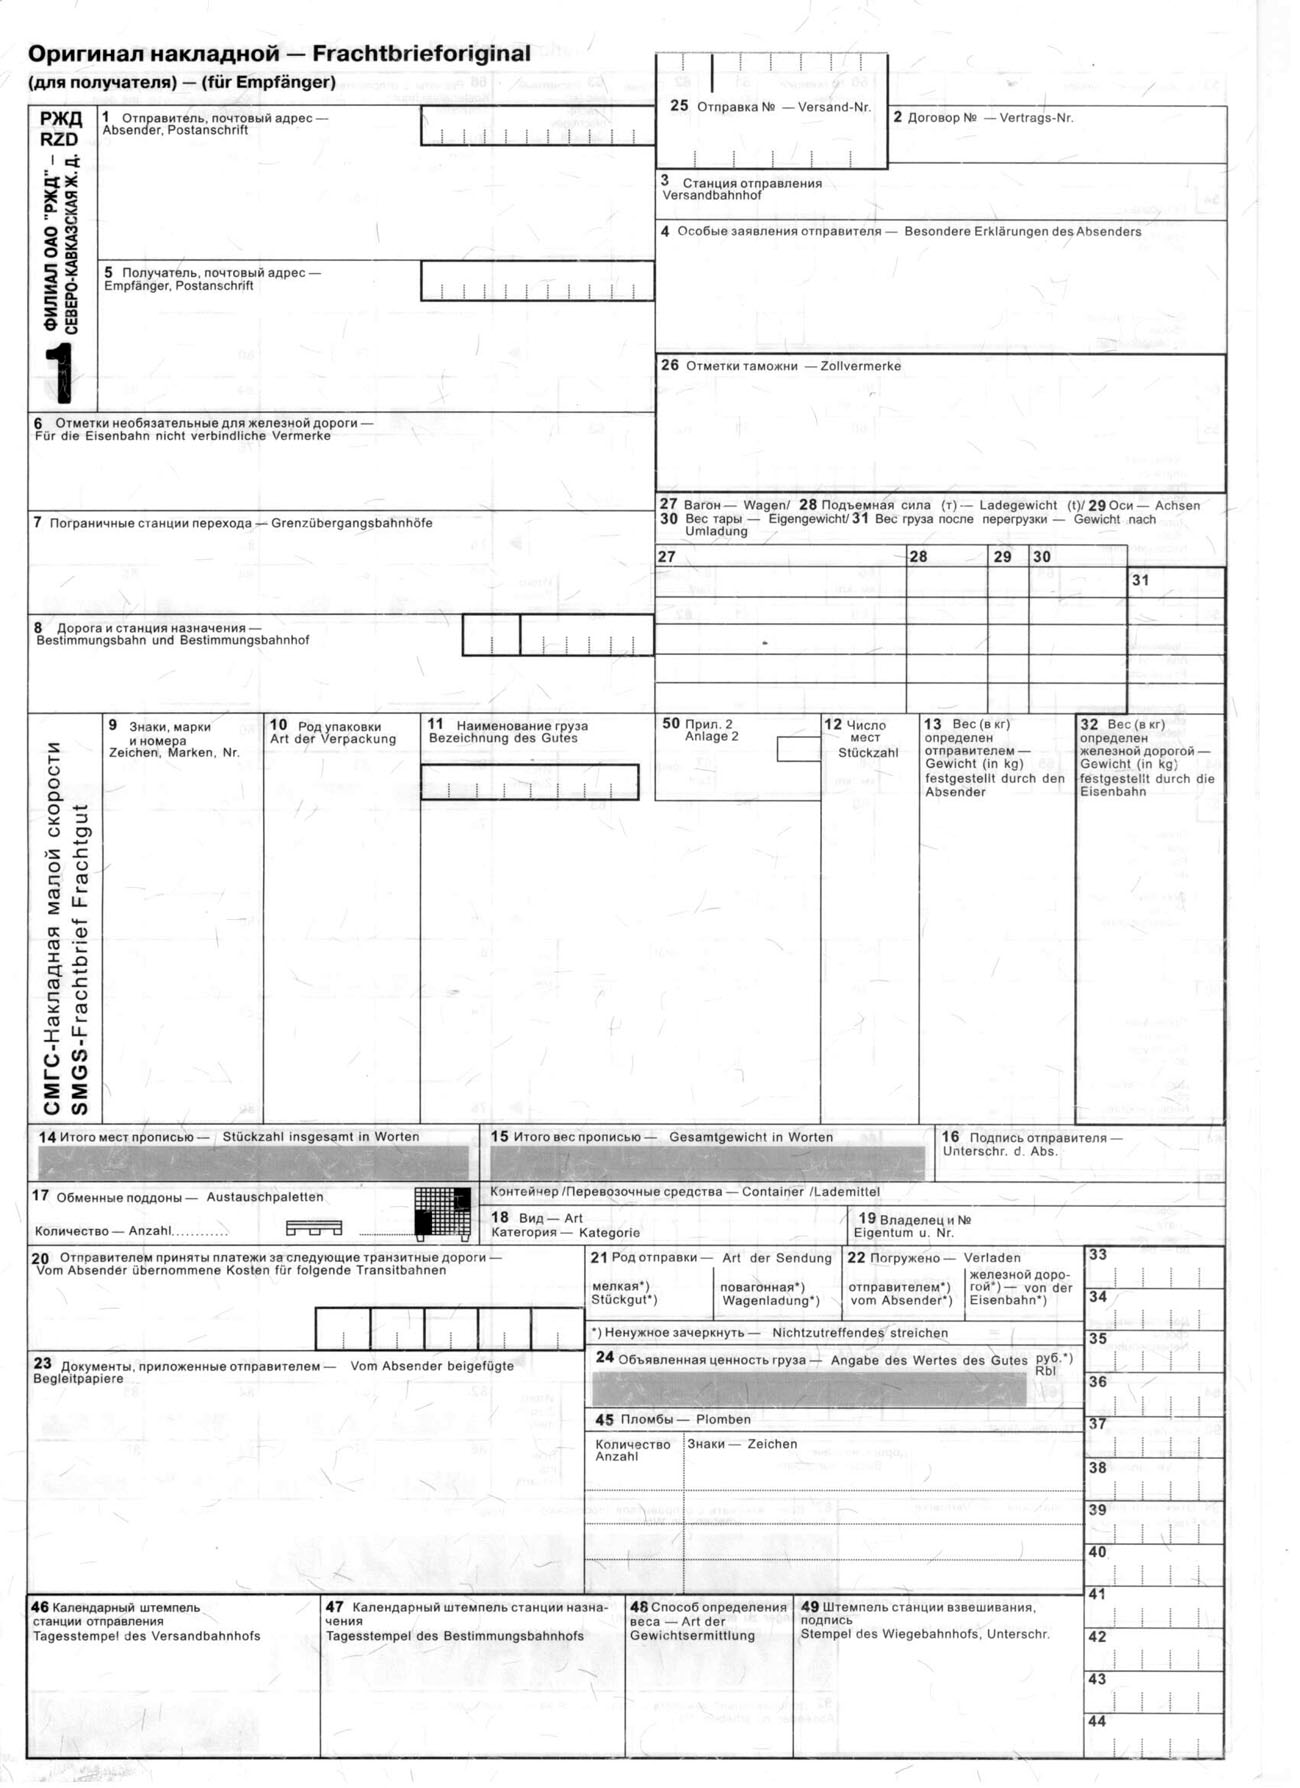 Оригинал накладной — Frachtbrieforiginal
(для получателя) — (für Empfänger)
РЖД
RZD
ФИЛИАЛ ОАО "РЖД" —
СЕВЕРО-КАВКАЗСКАЯ Ж. Д.
1
1 Отправитель, почтовый адрес —
Absender, Postanschrift
25 Отправка № — Versand-Nr.
2 Договор № — Vertrags-Nr.
3 Станция отправления
Versandbahnhof
4 Особые заявления отправителя — Besondere Erklärungen des Absenders
5 Получатель, почтовый адрес —
Empfänger, Postanschrift
26 Отметки таможни — Zollvermerke
6 Отметки необязательные для железной дороги —
Für die Eisenbahn nicht verbindliche Vermerke
27 Вагон — Wagen/ 28 Подъемная сила (т) — Ladegewicht (t)/ 29 Оси — Achsen
30 Вес тары — Eigengewicht/ 31 Вес груза после перегрузки — Gewicht nach
Umladung
7 Пограничные станции перехода — Grenzübergangsbahnhöfe
27 28 29 30
31
8 Дорога и станция назначения —
Bestimmungsbahn und Bestimmungsbahnhof
СМГС-Накладная малой скорости
SMGS-Frachtbrief Frachtgut
9 Знаки, марки
и номера
Zeichen, Marken, Nr.
10 Род упаковки
Art der Verpackung
11 Наименование груза
Bezeichnung des Gutes
50 Прил. 2
Anlage 2
12 Число
мест
Stückzahl
13 Вес (в кг)
определен
отправителем —
Gewicht (in kg)
festgestellt durch den
Absender
32 Вес (в кг)
определен
железной дорогой —
Gewicht (in kg)
festgestellt durch die
Eisenbahn
14 Итого мест прописью — Stückzahl insgesamt in Worten
15 Итого вес прописью — Gesamtgewicht in Worten
16 Подпись отправителя —
Unterschr. d. Abs.
17 Обменные поддоны — Austauschpaletten
Количество — Anzahl............
Контейнер /Перевозочные средства — Container /Lademittel
18 Вид — Art
Категория — Kategorie
19 Владелец и №
Eigentum u. Nr.
20 Отправителем приняты платежи за следующие транзитные дороги —
Vom Absender übernommene Kosten für folgende Transitbahnen
21 Род отправки — Art der Sendung
мелкая*)
Stückgut*)
повагонная*)
Wagenladung*)
22 Погружено — Verladen
отправителем*)
vom Absender*)
железной доро-
гой*) — von der
Eisenbahn*)
*) Ненужное зачеркнуть — Nichtzutreffendes streichen
23 Документы, приложенные отправителем — Vom Absender beigefügte
Begleitpapiere
24 Объявленная ценность груза — Angabe des Wertes des Gutes руб.*)
Rbl
45 Пломбы — Plomben
Количество
Anzahl
Знаки — Zeichen
33
34
35
36
37
38
39
40
41
42
43
44
46 Календарный штемпель
станции отправления
Tagesstempel des Versandbahnhofs
47 Календарный штемпель станции назна-
чения
Tagesstempel des Bestimmungsbahnhofs
48 Способ определения
веса — Art der
Gewichtsermittlung
49 Штемпель станции взвешивания,
подпись
Stempel des Wiegebahnhofs, Unterschr.